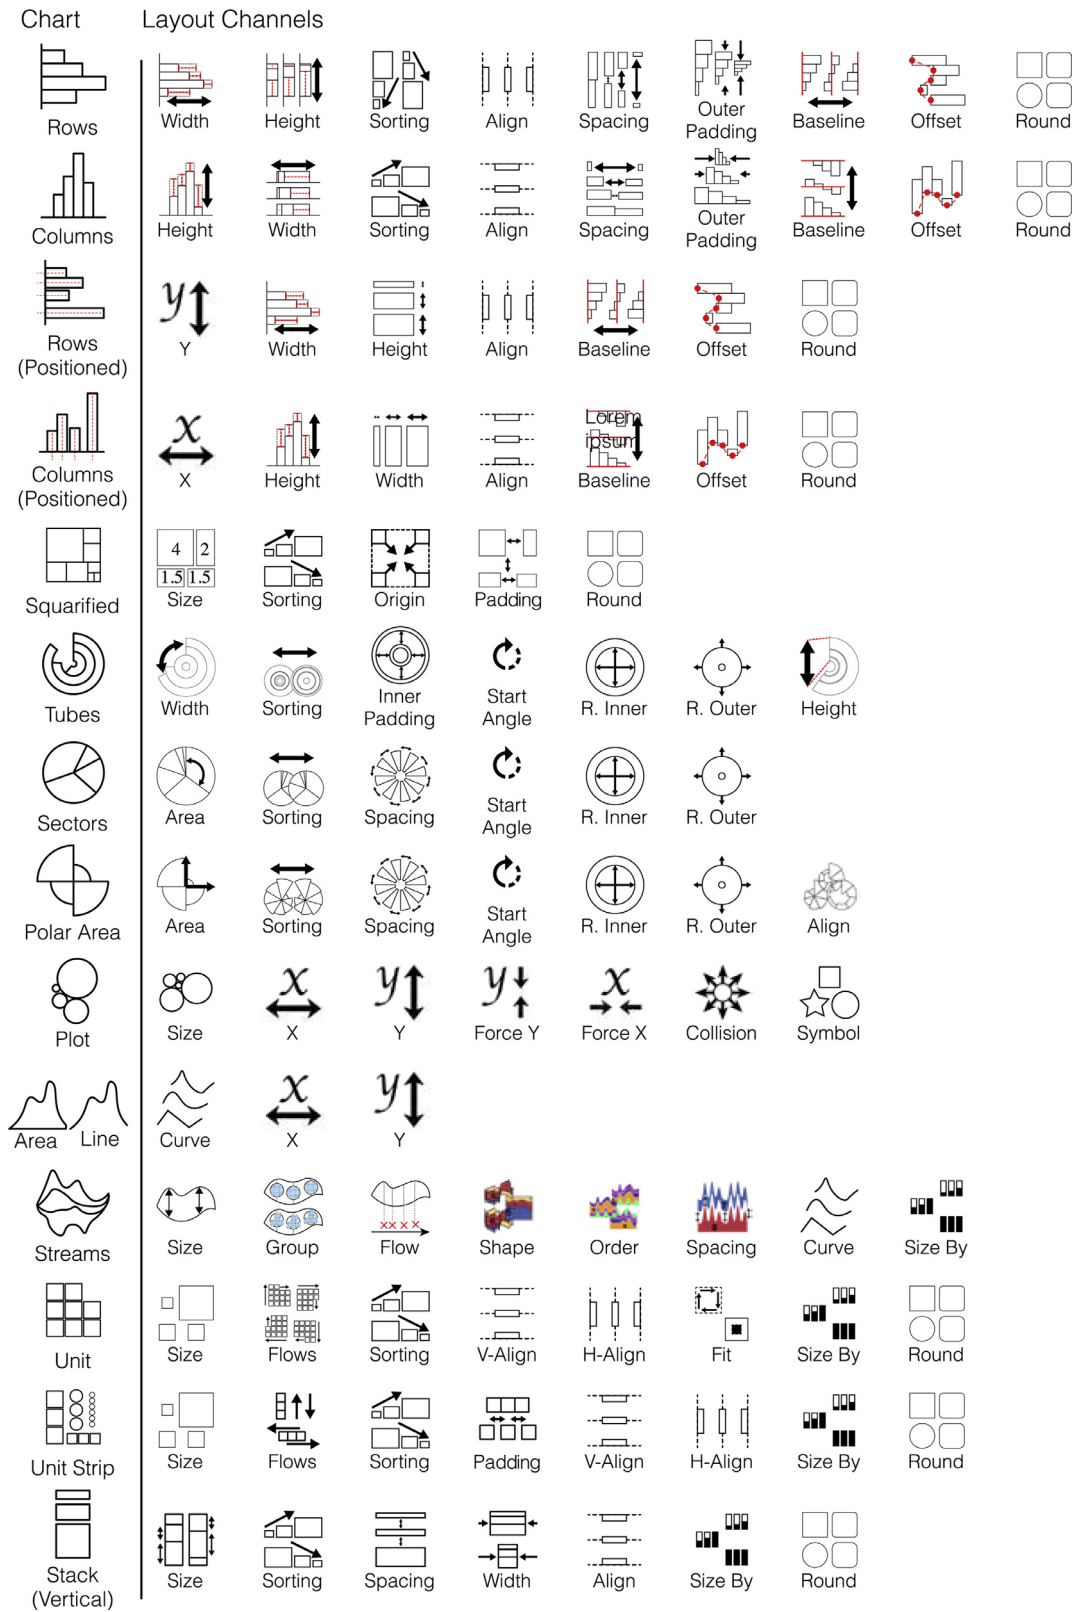 Chart Layout Channels
Rows Width Height Sorting Align Spacing Outer Padding Baseline Offset Round
Columns Height Width Sorting Align Spacing Outer Padding Baseline Offset Round
y
Rows (Positioned) Y Width Height Align Baseline Offset Round
x Lorem ipsum
Columns (Positioned) X Height Width Align Baseline Offset Round
4 2
1.5 1.5
Squarified Size Sorting Origin Padding Round
Tubes Width Sorting Inner Padding Start Angle R. Inner R. Outer Height
Sectors Area Sorting Spacing Start Angle R. Inner R. Outer
Polar Area Area Sorting Spacing Start Angle R. Inner R. Outer Align
x y y x
Plot Size X Y Force Y Force X Collision Symbol
x y
Area Line Curve X Y
Streams Size Group Flow Shape Order Spacing Curve Size By
Unit Size Flows Sorting V-Align H-Align Fit Size By Round
Unit Strip Size Flows Sorting Padding V-Align H-Align Size By Round
Stack (Vertical) Size Sorting Spacing Width Align Size By Round